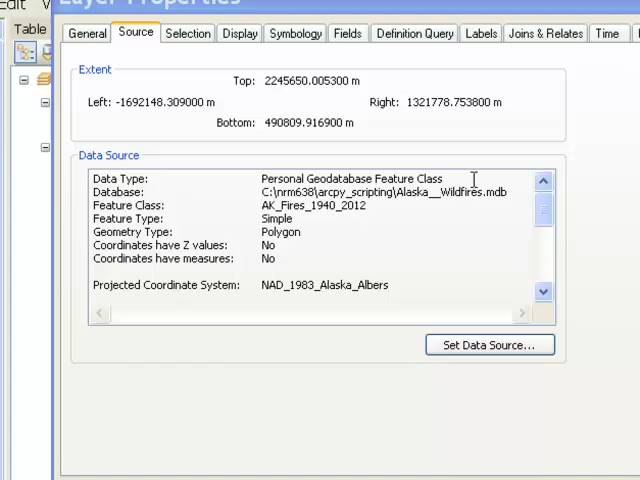 Edit
Layer Properties
Table
General Source Selection Display Symbology Fields Definition Query Labels Joins & Relates Time
Extent
Top: 2245650.005300 m
Left: -1692148.309000 m Right: 1321778.753800 m
Bottom: 490809.916900 m
Data Source
Data Type: Personal Geodatabase Feature Class
Database: C:\nrm638\arcpy_scripting\Alaska__Wildfires.mdb
Feature Class: AK_Fires_1940_2012
Feature Type: Simple
Geometry Type: Polygon
Coordinates have Z values: No
Coordinates have measures: No
Projected Coordinate System: NAD_1983_Alaska_Albers
Set Data Source...